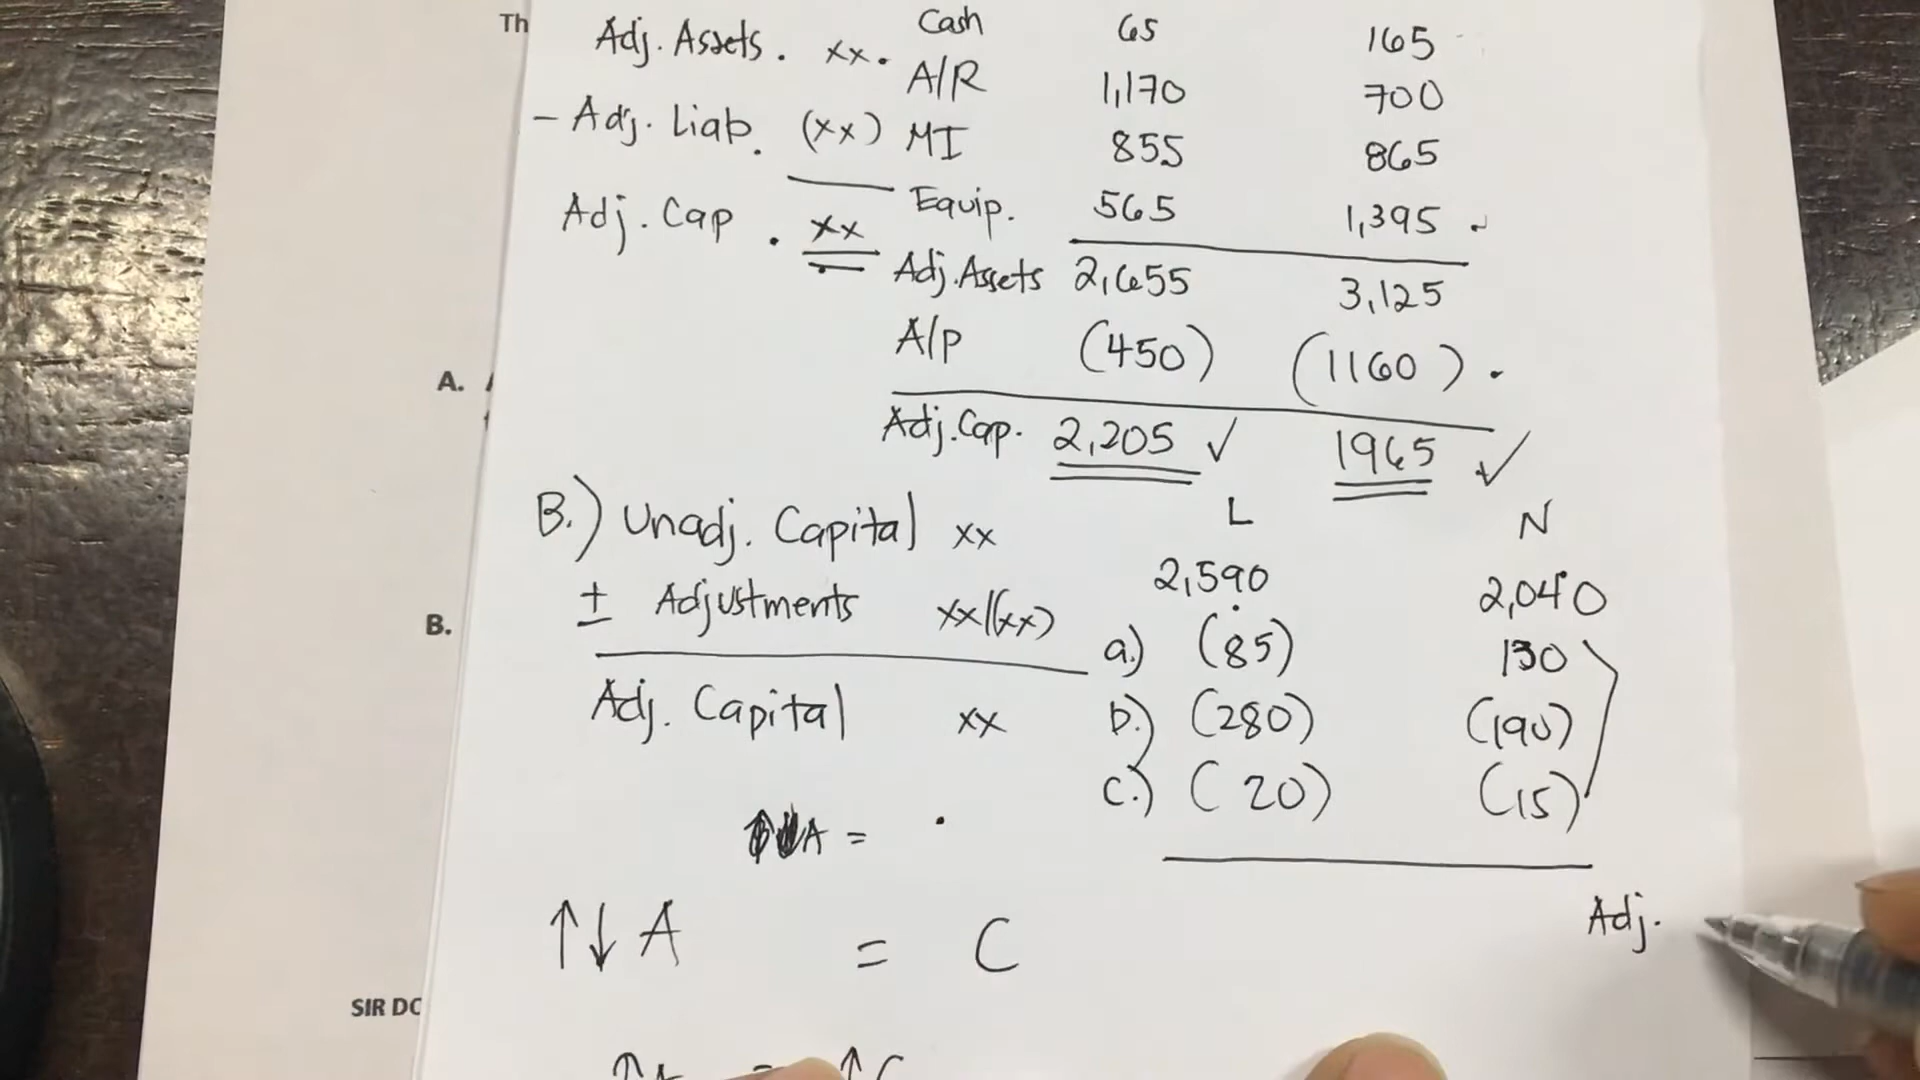 Th
Adj. Assets. xx. Cash 65 165
A/R 1,170 700
- Adj. Liab. (xx) MI 855 865
Equip. 565 1,395
Adj. Cap. xx
Adj. Assets 2,655 3,125
A/P (450) (1160)
A.
Adj. Cap. 2,205 ✓ 1965 ✓
L N
B.) Unadj. Capital xx 2,590 2,040
± Adjustments xx/(xx) a.) (85) 130
B.
Adj. Capital xx b.) (280) (190)
c.) (20) (15)
A =
Adj.
↑↓ A = C
SIR DC
↑ = ↑ C